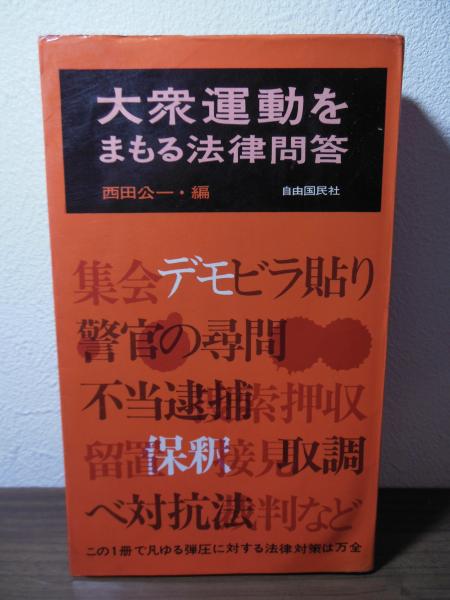 大衆運動を
まもる法律問答
西田公一・編
自由国民社
集会デモビラ貼り
警官の尋問
不当逮捕捜索押収
留置保釈接見取調
べ対抗法裁判など
この1冊で凡ゆる弾圧に対する法律対策は万全